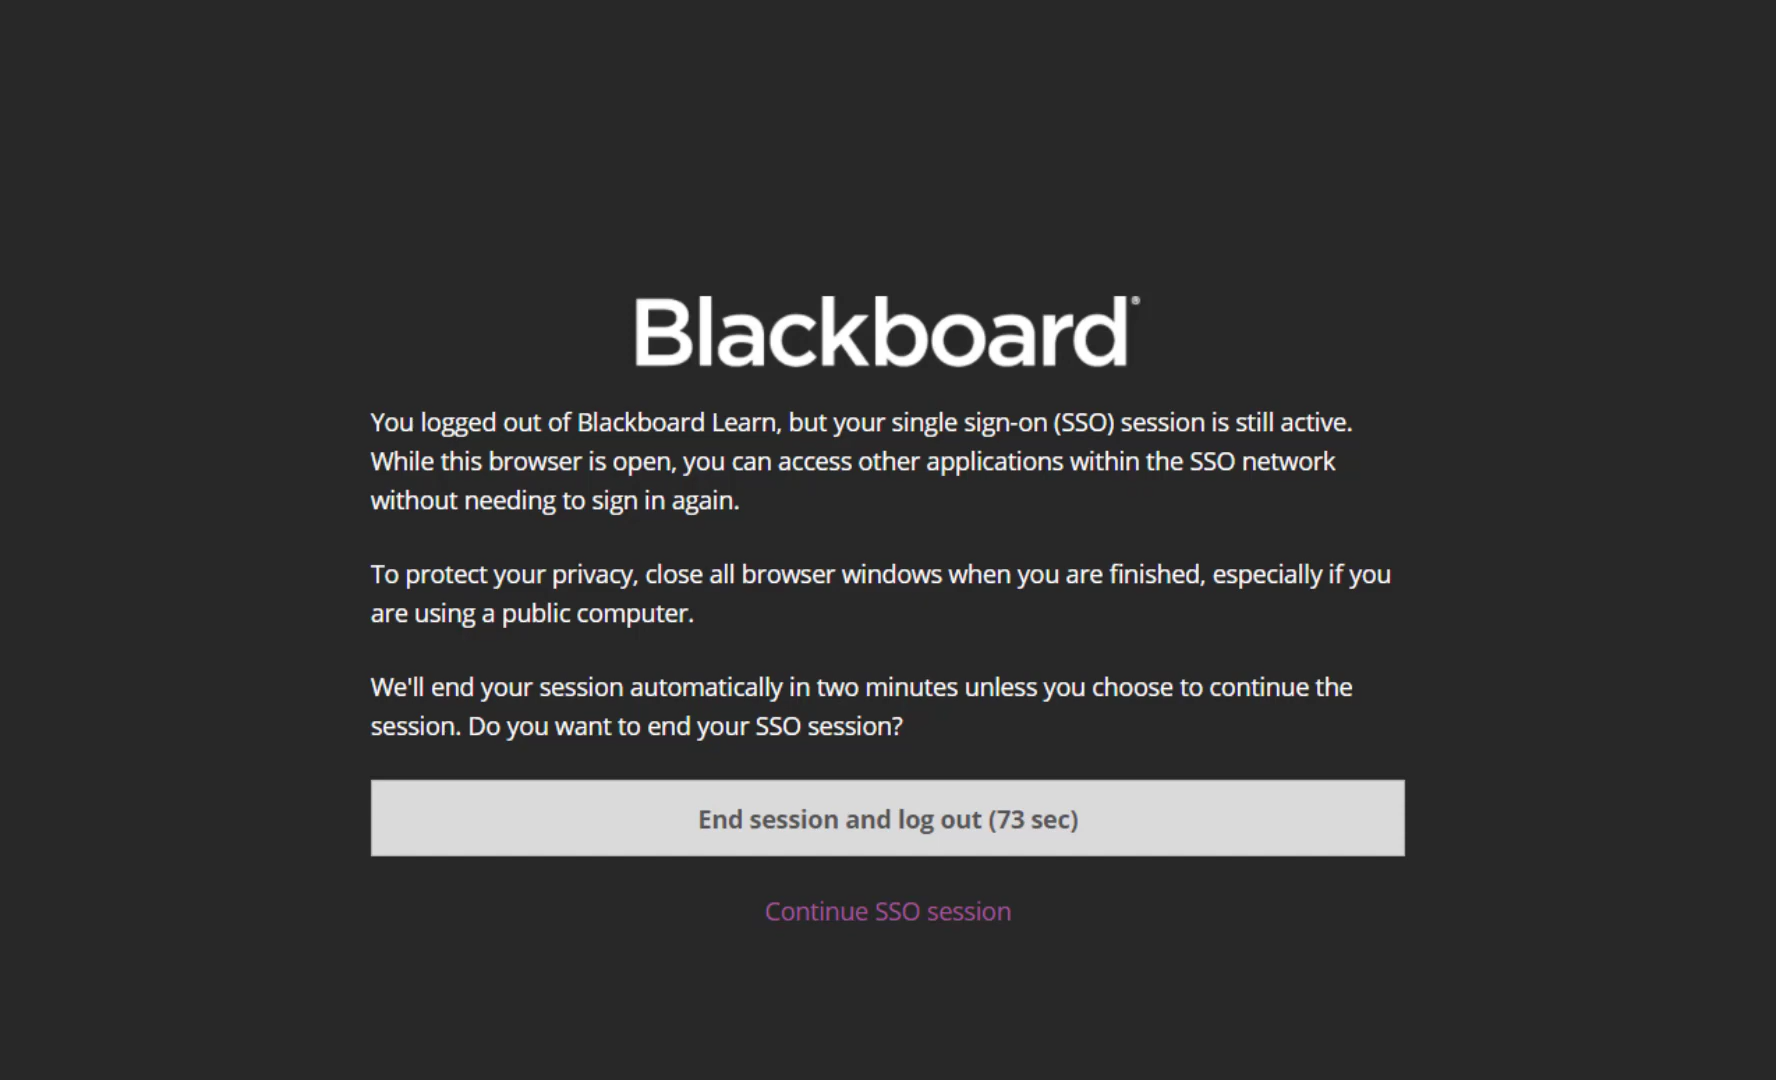 Blackboard®
You logged out of Blackboard Learn, but your single sign-on (SSO) session is still active.
While this browser is open, you can access other applications within the SSO network
without needing to sign in again.
To protect your privacy, close all browser windows when you are finished, especially if you
are using a public computer.
We'll end your session automatically in two minutes unless you choose to continue the
session. Do you want to end your SSO session?
End session and log out (73 sec)
Continue SSO session